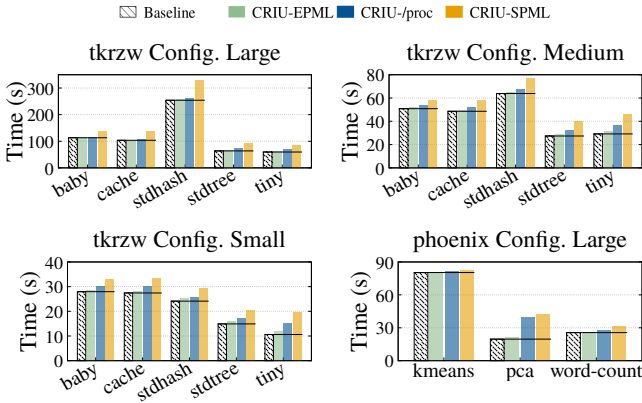 Baseline CRIU-EPML CRIU-/proc CRIU-SPML
tkrzw Config. Large
Time (s)
300
200
100
0
baby cache stdhash stdtree tiny
tkrzw Config. Medium
Time (s)
80
60
40
20
0
baby cache stdhash stdtree tiny
tkrzw Config. Small
Time (s)
40
30
20
10
0
baby cache stdhash stdtree tiny
phoenix Config. Large
Time (s)
90
60
30
0
kmeans pca word-count